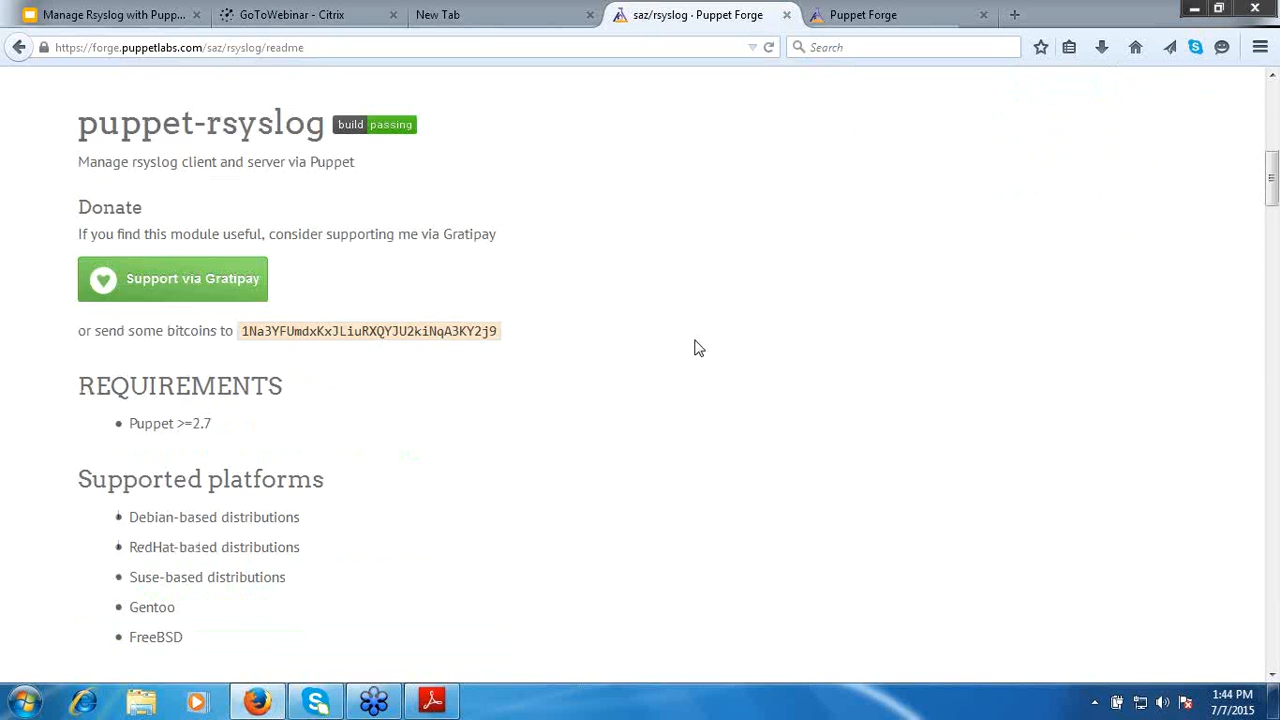 Manage Rsyslog with Pupp...
GoToWebinar - Citrix
New Tab
saz/rsyslog · Puppet Forge
Puppet Forge
https://forge.puppetlabs.com/saz/rsyslog/readme
Search
puppet-rsyslog
build passing
Manage rsyslog client and server via Puppet
Donate
If you find this module useful, consider supporting me via Gratipay
Support via Gratipay
or send some bitcoins to 1Na3YFUmdxKxJLiuRXQYJU2kiNqA3KY2j9
REQUIREMENTS
Puppet >=2.7
Supported platforms
Debian-based distributions
RedHat-based distributions
Suse-based distributions
Gentoo
FreeBSD
1:44 PM
7/7/2015